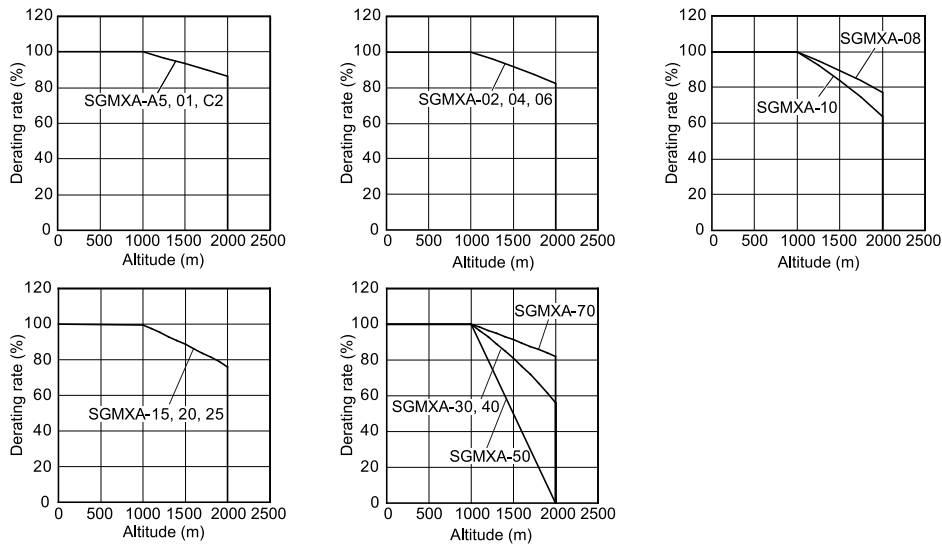 Derating rate (%)
120
100
80
60
40
20
0
SGMXA-A5, 01, C2
0 500 1000 1500 2000 2500
Altitude (m)
Derating rate (%)
120
100
80
60
40
20
0
SGMXA-02, 04, 06
0 500 1000 1500 2000 2500
Altitude (m)
Derating rate (%)
120
100
80
60
40
20
0
SGMXA-08
SGMXA-10
0 500 1000 1500 2000 2500
Altitude (m)
Derating rate (%)
120
100
80
60
40
20
0
SGMXA-15, 20, 25
0 500 1000 1500 2000 2500
Altitude (m)
Derating rate (%)
120
100
80
60
40
20
0
SGMXA-70
SGMXA-30, 40
SGMXA-50
0 500 1000 1500 2000 2500
Altitude (m)